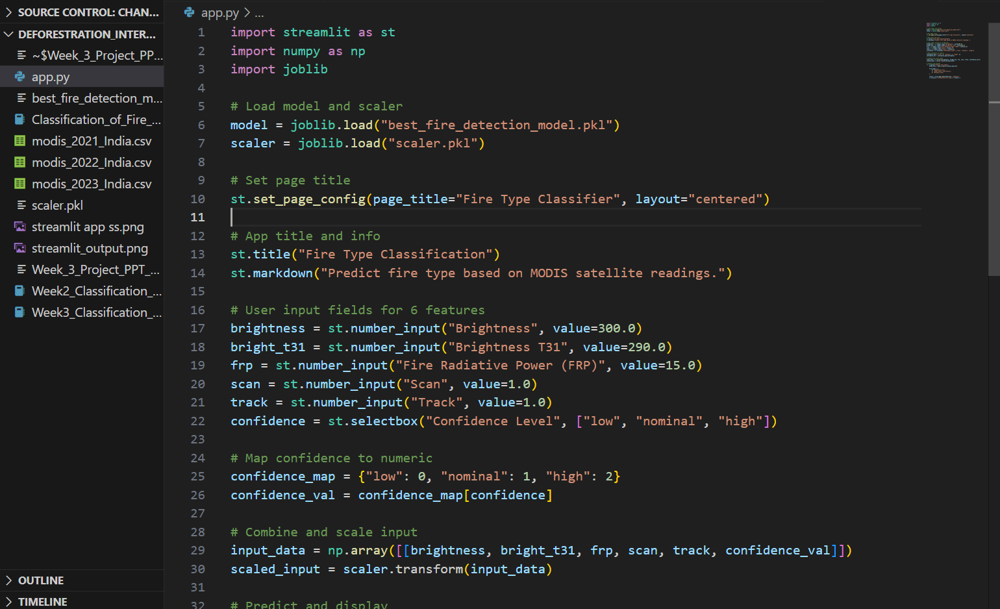 SOURCE CONTROL: CHAN...
DEFORESTRATION_INTER...
~$Week_3_Project_PP...
app.py
best_fire_detection_m...
Classification_of_Fire_...
modis_2021_India.csv
modis_2022_India.csv
modis_2023_India.csv
scaler.pkl
streamlit app ss.png
streamlit_output.png
Week_3_Project_PPT_...
Week2_Classification_...
Week3_Classification_...
OUTLINE
TIMELINE
app.py > ...
1 import streamlit as st
2 import numpy as np
3 import joblib
4
5 # Load model and scaler
6 model = joblib.load("best_fire_detection_model.pkl")
7 scaler = joblib.load("scaler.pkl")
8
9 # Set page title
10 st.set_page_config(page_title="Fire Type Classifier", layout="centered")
11
12 # App title and info
13 st.title("Fire Type Classification")
14 st.markdown("Predict fire type based on MODIS satellite readings.")
15
16 # User input fields for 6 features
17 brightness = st.number_input("Brightness", value=300.0)
18 bright_t31 = st.number_input("Brightness T31", value=290.0)
19 frp = st.number_input("Fire Radiative Power (FRP)", value=15.0)
20 scan = st.number_input("Scan", value=1.0)
21 track = st.number_input("Track", value=1.0)
22 confidence = st.selectbox("Confidence Level", ["low", "nominal", "high"])
23
24 # Map confidence to numeric
25 confidence_map = {"low": 0, "nominal": 1, "high": 2}
26 confidence_val = confidence_map[confidence]
27
28 # Combine and scale input
29 input_data = np.array([[brightness, bright_t31, frp, scan, track, confidence_val]])
30 scaled_input = scaler.transform(input_data)
31
32 # Predict and display